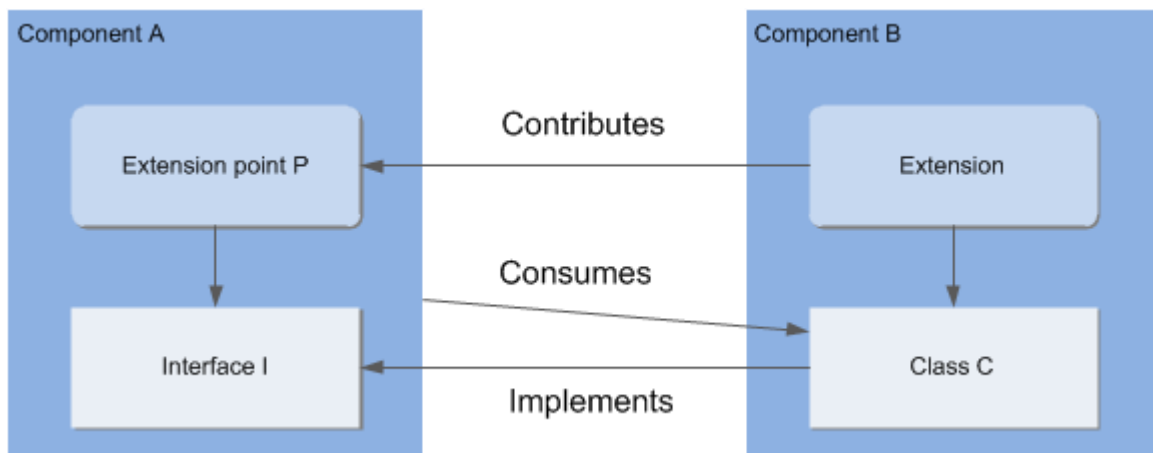 Component A
Component B
Contributes
Extension point P
Extension
Consumes
Interface I
Class C
Implements